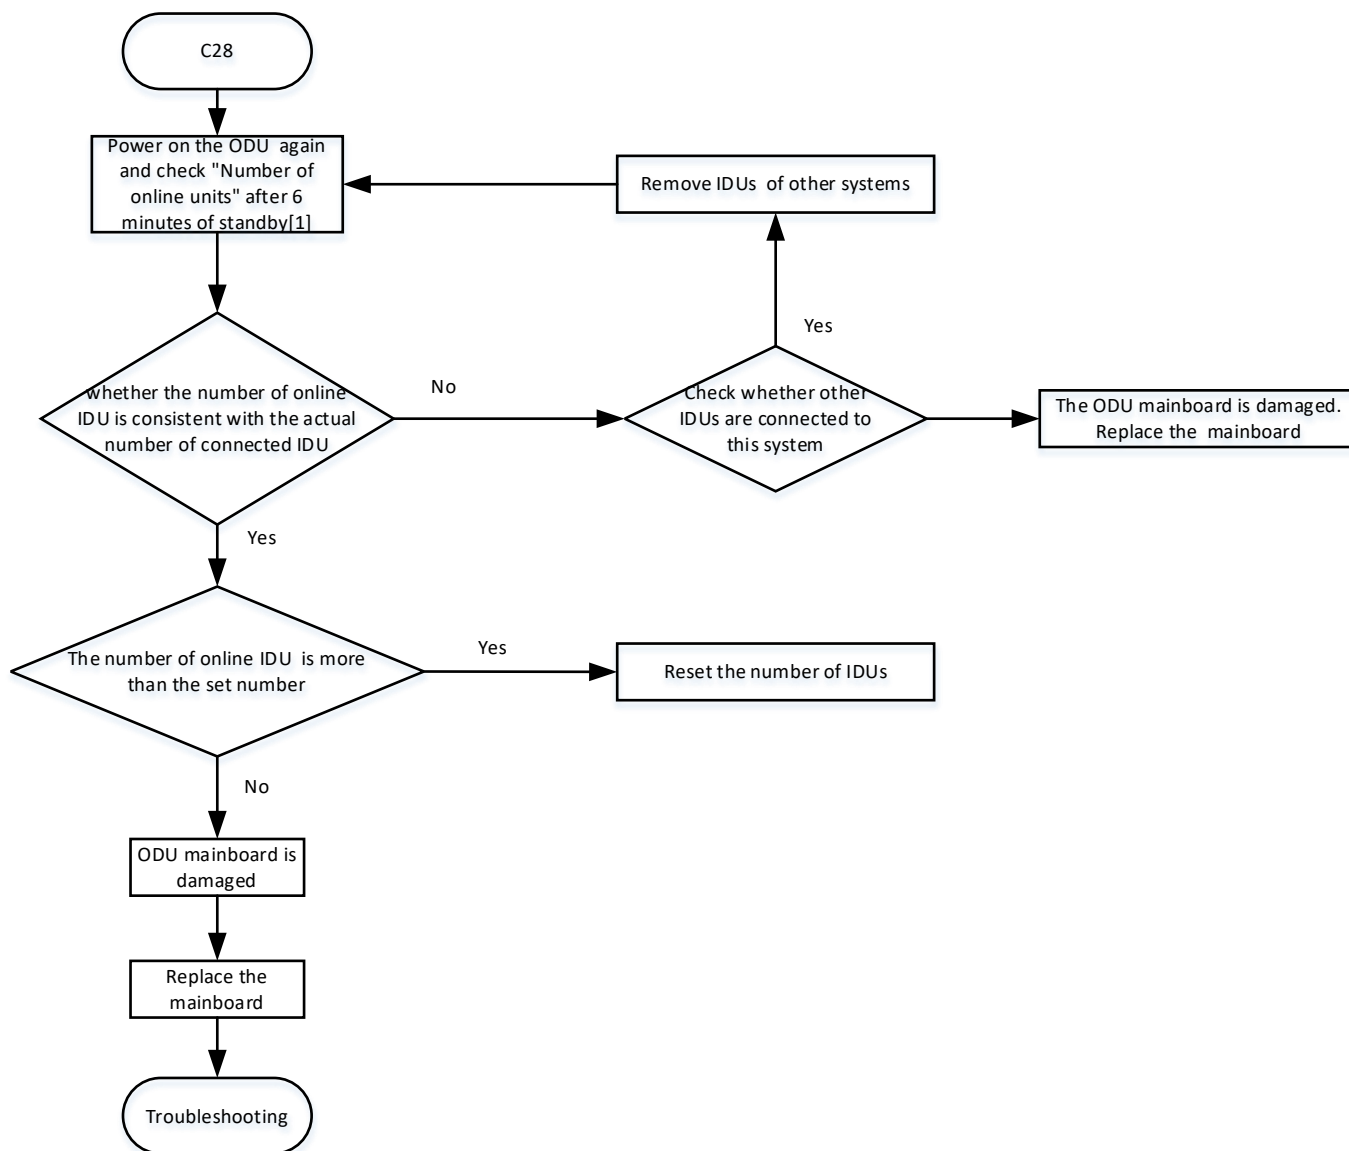 C28
Power on the ODU again
and check "Number of
online units" after 6
minutes of standby[1]
Remove IDUs of other systems
Yes
whether the number of online
IDU is consistent with the actual
number of connected IDU
No
Check whether other
IDUs are connected to
this system
The ODU mainboard is damaged.
Replace the mainboard
Yes
The number of online IDU is more
than the set number
Yes
Reset the number of IDUs
No
ODU mainboard is
damaged
Replace the
mainboard
Troubleshooting